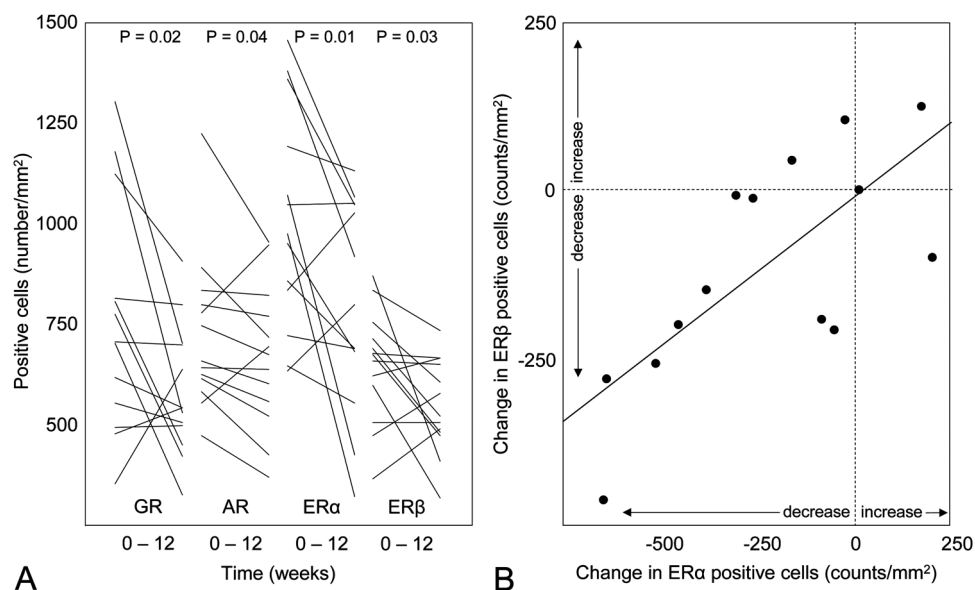 1500
1250
1000
750
500
Positive cells (number/mm²)
P = 0.02 P = 0.04 P = 0.01 P = 0.03
GR AR ERα ERβ
0 – 12 0 – 12 0 – 12 0 – 12
Time (weeks)
A
250
100
0
-250
Change in ERβ positive cells (counts/mm²)
decrease increase
decrease increase
-500 -250 0 250
Change in ERα positive cells (counts/mm²)
B